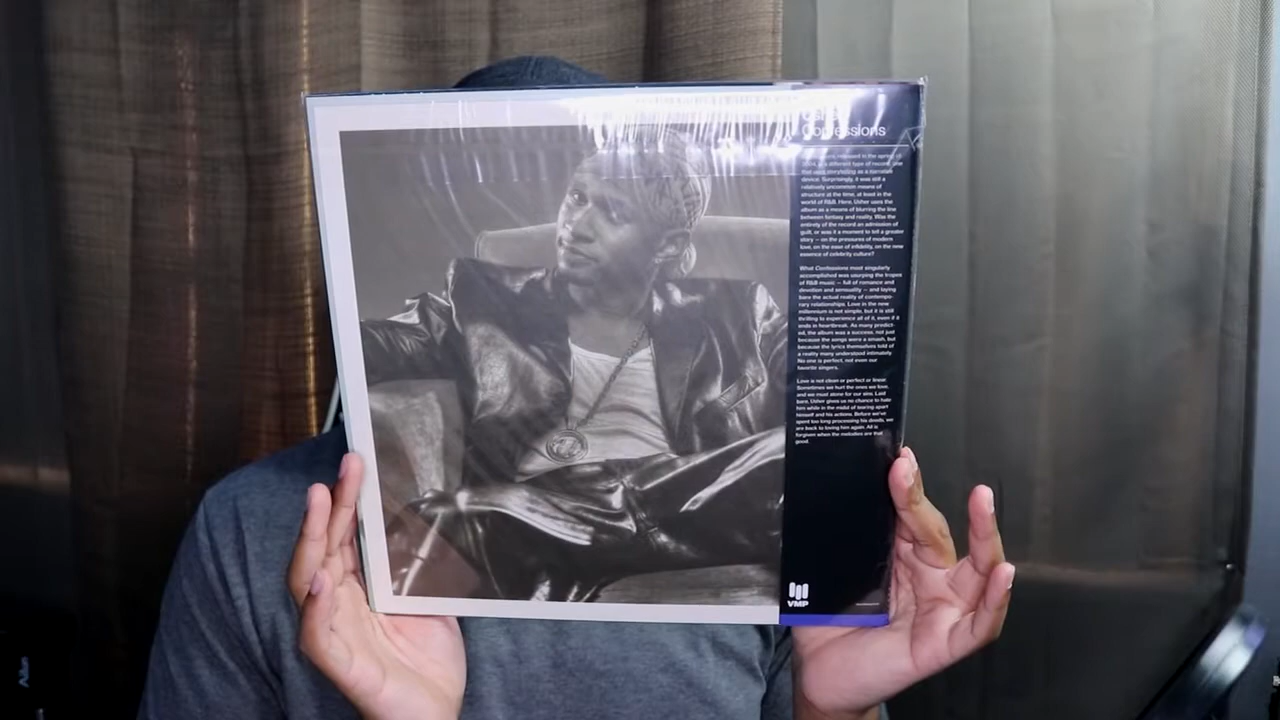 Usher
Confessions
released in the spring of
2004, is a different type of record, one
that uses storytelling as a narrative
device. Surprisingly, it was still a
relatively uncommon means of
structure at the time, at least in the
world of R&B. Here, Usher uses the
album as a means of blurring the line
between fantasy and reality. Was the
entirety of the record an admission of
guilt, or was it a moment to tell a greater
story — on the pressures of modern
love, on the ease of infidelity, on the new
essence of celebrity culture?
What Confessions most singularly
accomplished was usurping the tropes
of R&B music — full of romance and
devotion and sensuality — and laying
bare the actual reality of contempo-
rary relationships. Love in the new
millennium is not simple, but it is still
thrilling to experience all of it, even if it
ends in heartbreak. As many predict-
ed, the album was a success, not just
because the songs were a smash, but
because the lyrics themselves told of
a reality many understood intimately.
No one is perfect, not even our
favorite singers.
Love is not clean or perfect or linear.
Sometimes we hurt the ones we love,
and we must atone for our sins. Laid
bare, Usher gives us no chance to hate
him while in the midst of tearing apart
himself and his actions. Before we've
spent too long processing his deeds, we
are back to loving him again. All is
forgiven when the melodies are that
good.
VMP